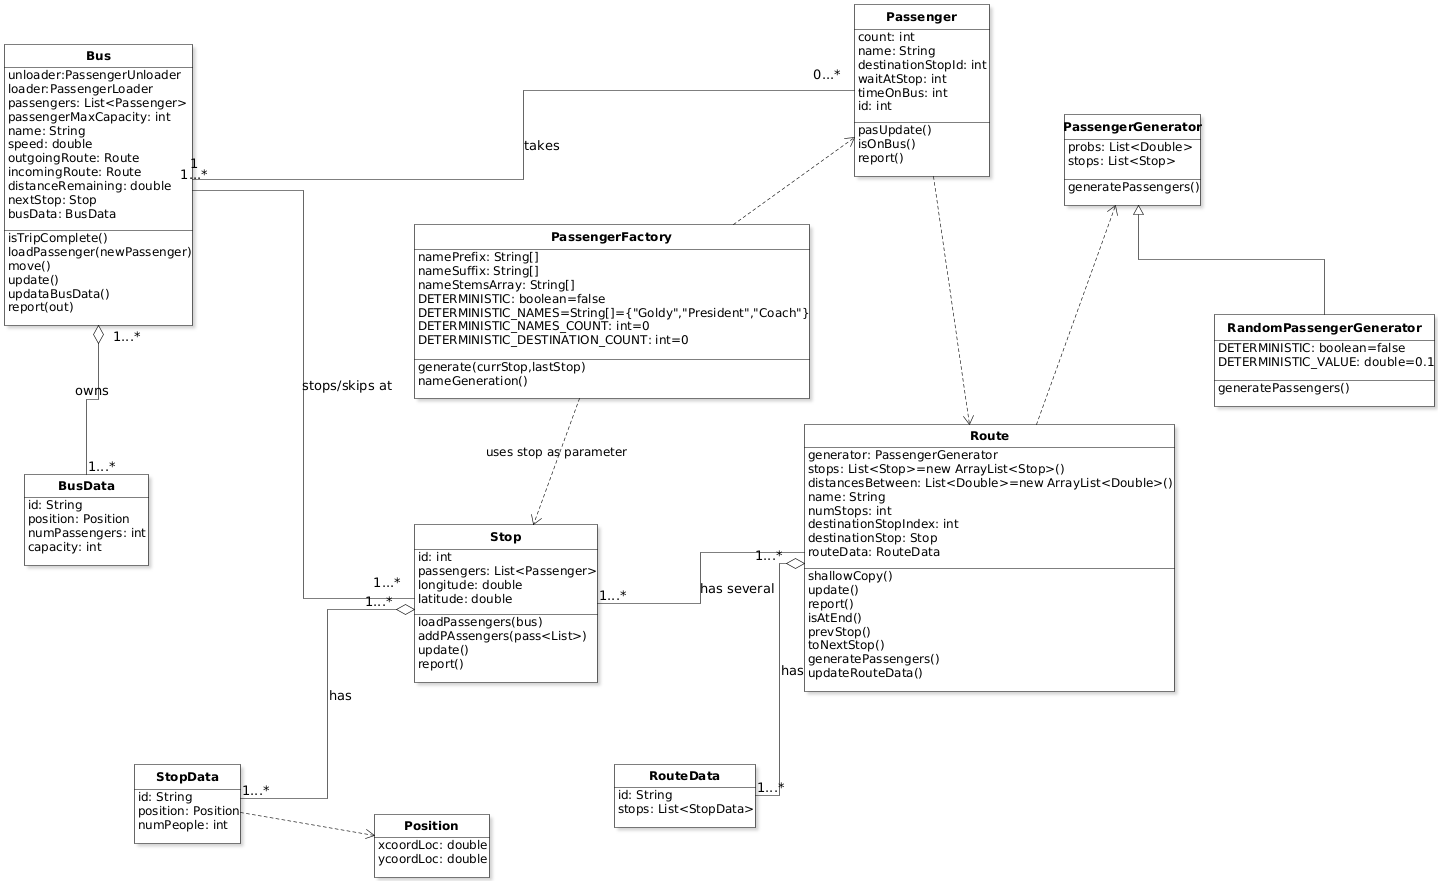 Passenger
count: int
name: String
destinationStopId: int
waitAtStop: int
timeOnBus: int
id: int
pasUpdate()
isOnBus()
report()
Bus
unloader:PassengerUnloader
loader:PassengerLoader
passengers: List<Passenger>
passengerMaxCapacity: int
name: String
speed: double
outgoingRoute: Route
incomingRoute: Route
distanceRemaining: double
nextStop: Stop
busData: BusData
isTripComplete()
loadPassenger(newPassenger)
move()
update()
updataBusData()
report(out)
0...*
takes
1
1...*
PassengerGenerator
probs: List<Double>
stops: List<Stop>
generatePassengers()
PassengerFactory
namePrefix: String[]
nameSuffix: String[]
nameStemsArray: String[]
DETERMINISTIC: boolean=false
DETERMINISTIC_NAMES=String[]={"Goldy","President","Coach"}
DETERMINISTIC_NAMES_COUNT: int=0
DETERMINISTIC_DESTINATION_COUNT: int=0
generate(currStop,lastStop)
nameGeneration()
RandomPassengerGenerator
DETERMINISTIC: boolean=false
DETERMINISTIC_VALUE: double=0.1
generatePassengers()
1...*
owns
1...*
stops/skips at
uses stop as parameter
BusData
id: String
position: Position
numPassengers: int
capacity: int
Route
generator: PassengerGenerator
stops: List<Stop>=new ArrayList<Stop>()
distancesBetween: List<Double>=new ArrayList<Double>()
name: String
numStops: int
destinationStopIndex: int
destinationStop: Stop
routeData: RouteData
shallowCopy()
update()
report()
isAtEnd()
prevStop()
toNextStop()
generatePassengers()
updateRouteData()
Stop
id: int
passengers: List<Passenger>
longitude: double
latitude: double
loadPassengers(bus)
addPAssengers(pass<List>)
update()
report()
1...*
1...*
1...*
has several
1...*
has
has
StopData
id: String
position: Position
numPeople: int
1...*
RouteData
id: String
stops: List<StopData>
1...*
Position
xcoordLoc: double
ycoordLoc: double